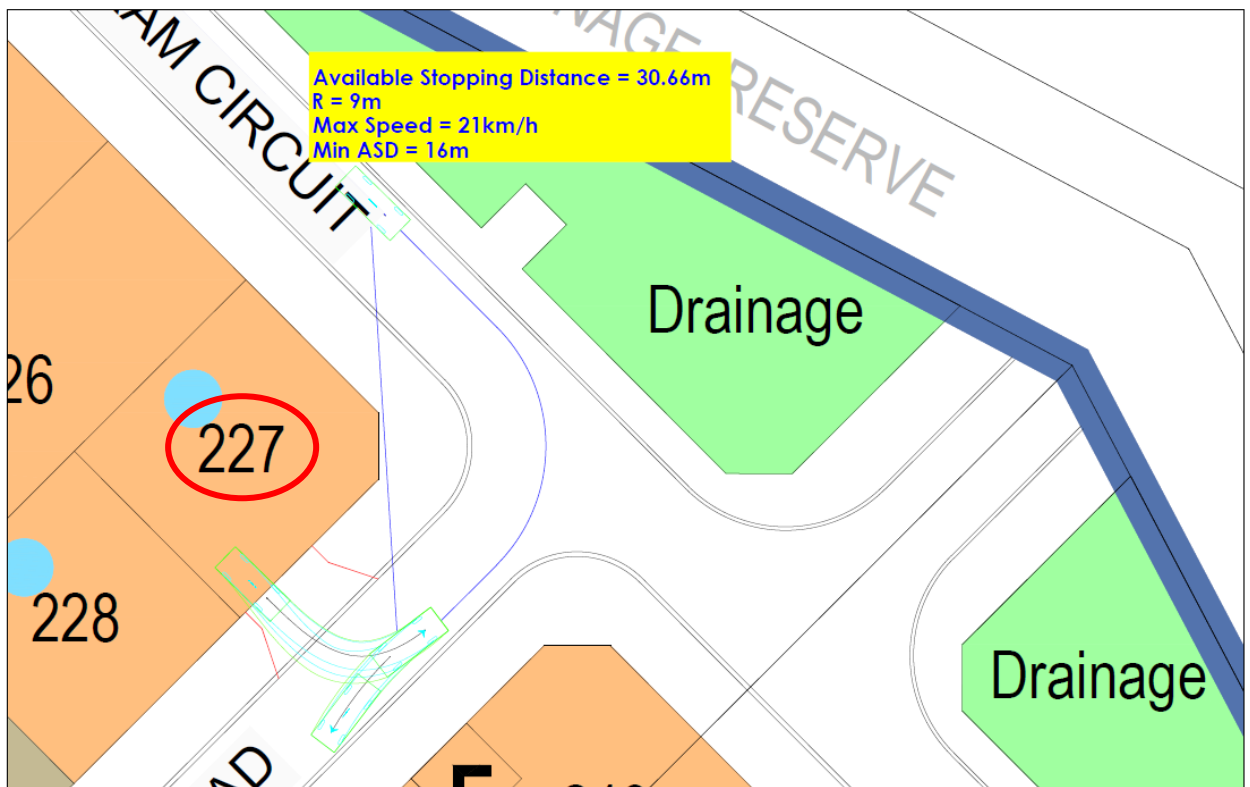 CIRCUIT
NAGE RESERVE
Available Stopping Distance = 30.66m
R = 9m
Max Speed = 21km/h
Min ASD = 16m
Drainage
26
227
228
Drainage
AD